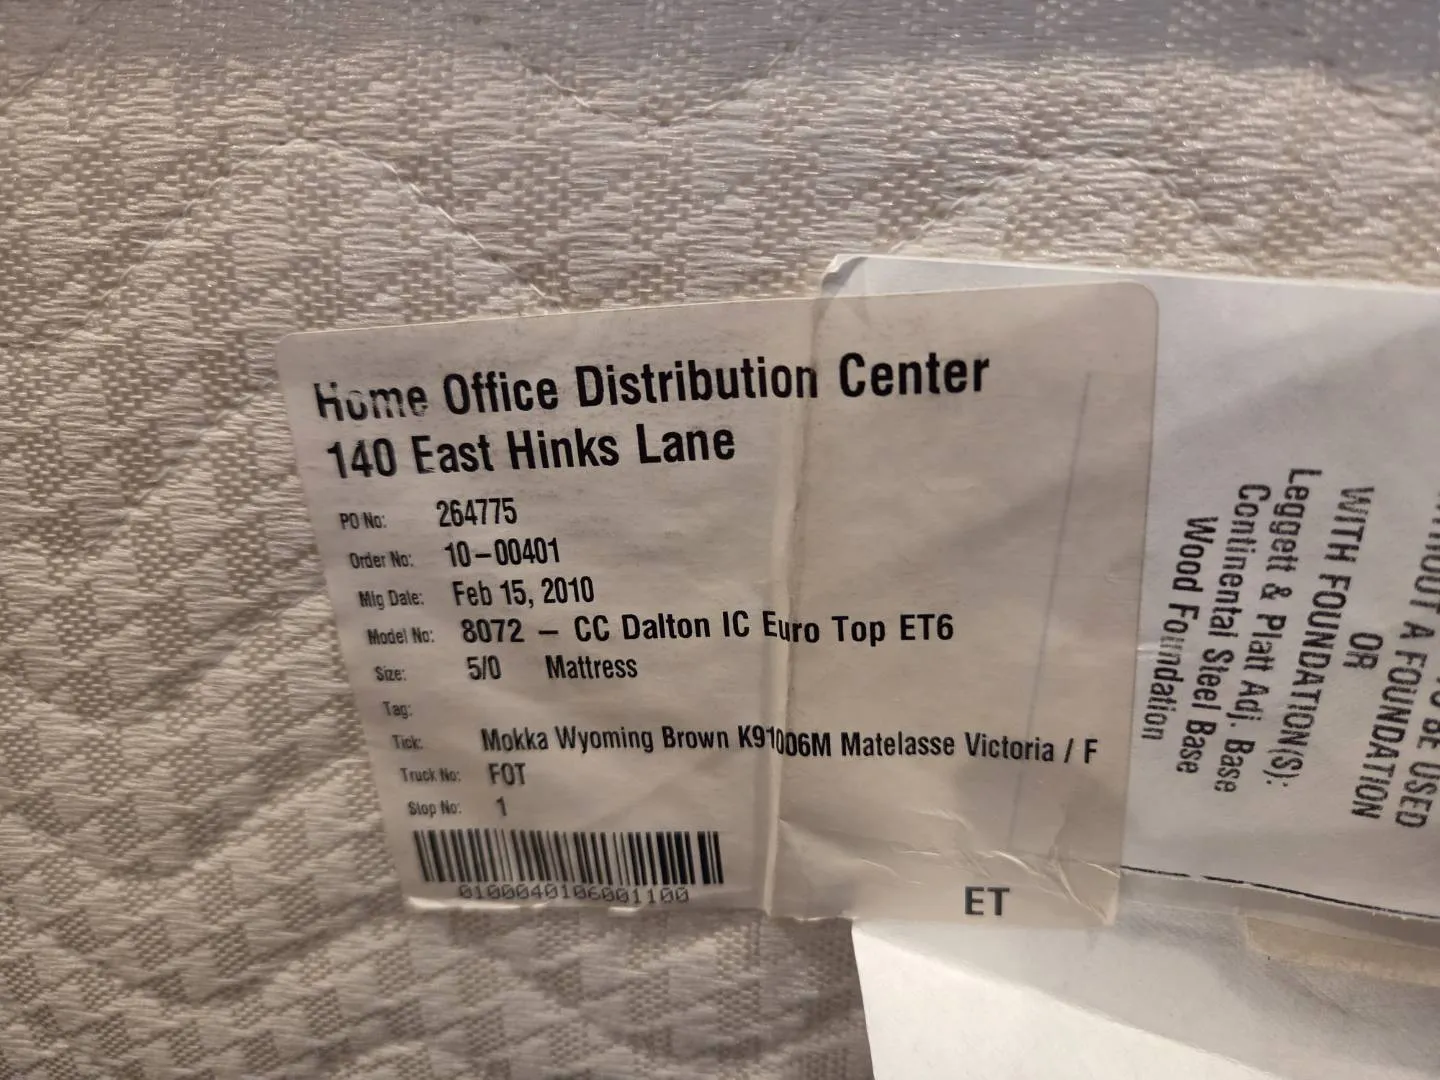 Home Office Distribution Center
140 East Hinks Lane
PO No: 264775
Order No: 10-00401
Mfg Date: Feb 15, 2010
Model No: 8072 - CC Dalton IC Euro Top ET6
Size: 5/0 Mattress
Tag:
Tick: Mokka Wyoming Brown K91006M Matelasse Victoria / F
Truck No: FOT
Stop No: 1
0100040106001100
ET
BE USED
A FOUNDATION
OR
WITH FOUNDATION(S):
Leggett & Platt Adj. Base
Continental Steel Base
Wood Foundation